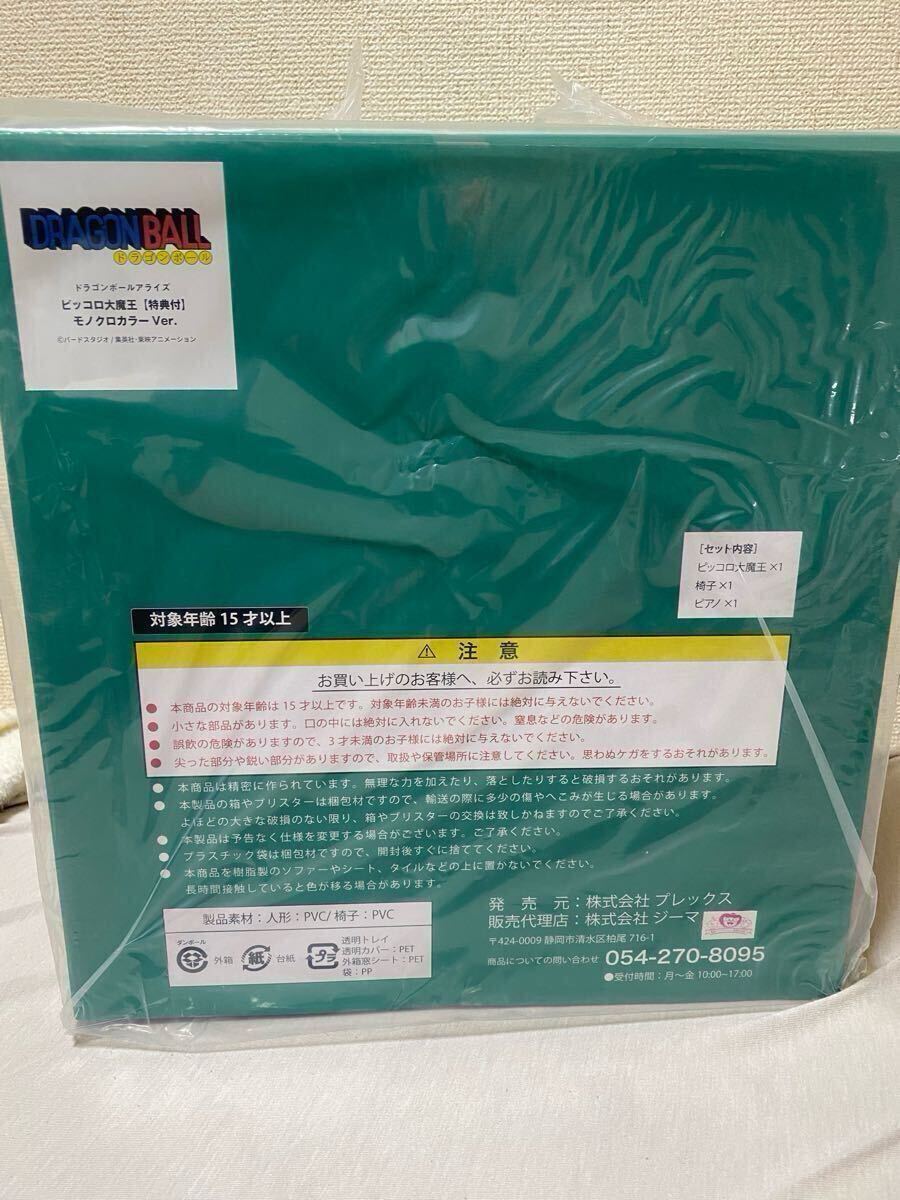 DRAGON BALL
ドラゴンボール
ドラゴンボールアライズ
ピッコロ大魔王【特典付】
モノクロカラー Ver.
©バードスタジオ / 集英社・東映アニメーション
［セット内容］
ピッコロ大魔王 ×1
椅子 ×1
ピアノ ×1
対象年齢 15 才以上
⚠ 注 意
お買い上げのお客様へ、必ずお読み下さい。
● 本商品の対象年齢は 15 才以上です。対象年齢未満のお子様には絶対に与えないでください。
● 小さな部品があります。口の中には絶対に入れないでください。窒息などの危険があります。
● 誤飲の危険がありますので、3 才未満のお子様には絶対に与えないでください。
● 尖った部分や鋭い部分がありますので、取扱や保管場所に注意してください。思わぬケガをするおそれがあります。
● 本商品は精密に作られています。無理な力を加えたり、落としたりすると破損するおそれがあります。
● 本製品の箱やブリスターは梱包材ですので、輸送の際に多少の傷やへこみが生じる場合があります。
よほどの大きな破損のない限り、箱やブリスターの交換は致しかねますのでご了承ください。
● 本製品は予告なく仕様を変更する場合がございます。ご了承ください。
● プラスチック袋は梱包材ですので、開封後すぐに捨ててください。
● 本商品を樹脂製のソファーやシート、タイルなどの上に置かないでください。
長時間接触していると色が移る場合があります。
製品素材：人形：PVC/ 椅子：PVC
ダンボール
外箱
紙
台紙
プラ
透明トレイ
透明カバー：PET
外箱窓シート：PET
袋：PP
発 売 元：株式会社 プレックス
販売代理店：株式会社 ジーマ
〒424-0009 静岡市清水区柏尾 716-1
商品についての問い合わせ 054-270-8095
●受付時間：月〜金 10:00~17:00